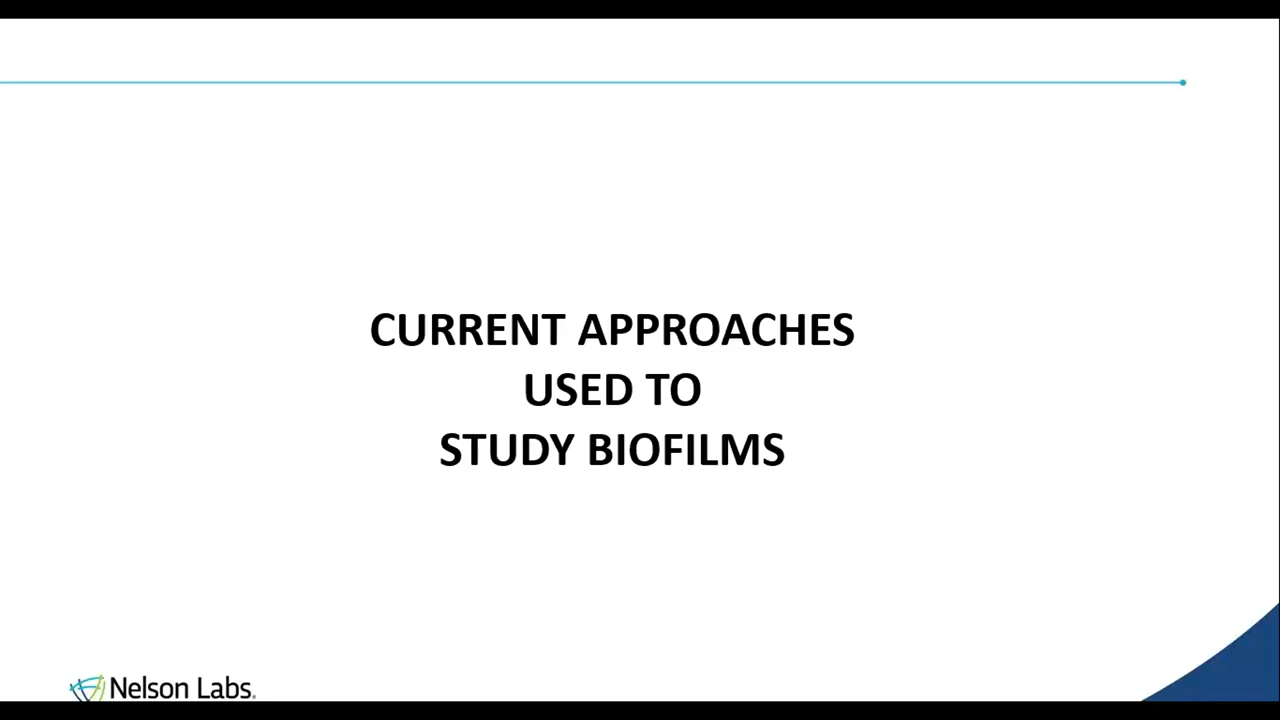 CURRENT APPROACHES
USED TO
STUDY BIOFILMS
Nelson Labs.